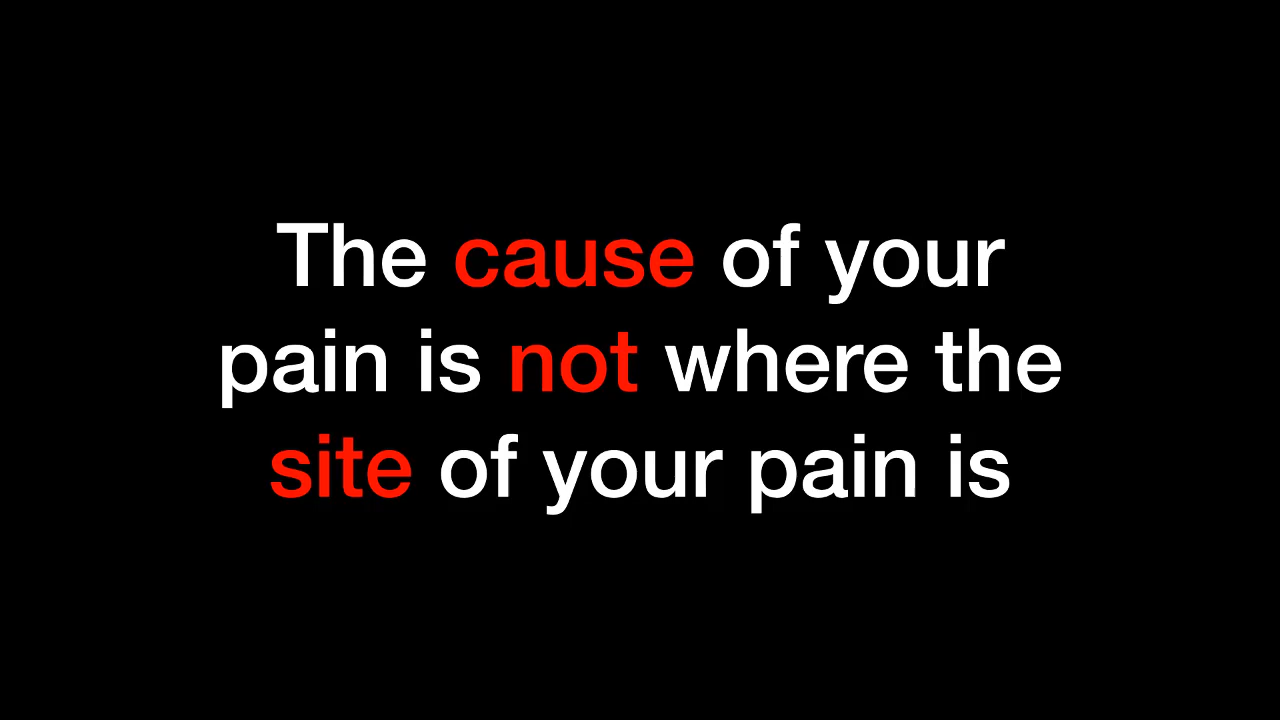 The cause of your
pain is not where the
site of your pain is